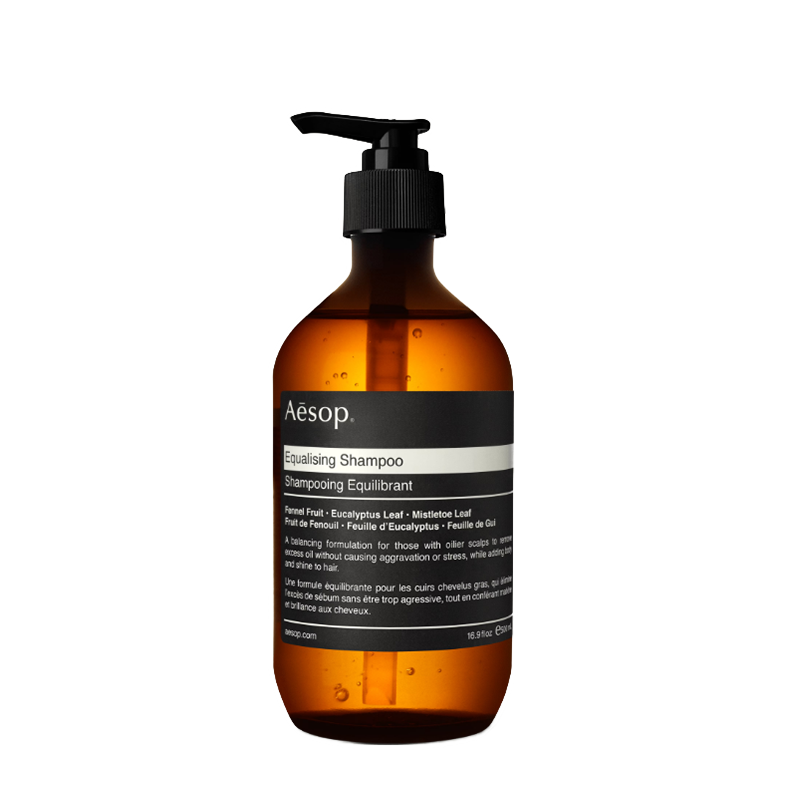 Aēsop®
Equalising Shampoo
Shampooing Equilibrant
Fennel Fruit · Eucalyptus Leaf · Mistletoe Leaf
Fruit de Fenouil · Feuille d'Eucalyptus · Feuille de Gui
A balancing formulation for those with oilier scalps to remove
excess oil without causing aggravation or stress, while adding body
and shine to hair.
Une formule équilibrante pour les cuirs chevelus gras, qui élimine
l'excès de sébum sans être trop agressive, tout en conférant matière
et brillance aux cheveux.
aesop.com 16.9 fl oz ℮500 mL